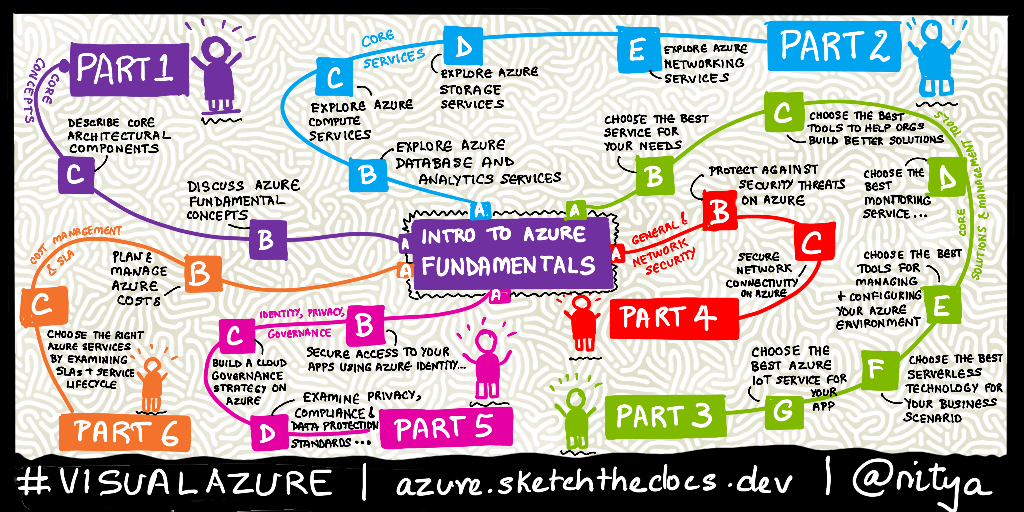 PART 1
CORE
CONCEPTS
A
B
DISCUSS AZURE
FUNDAMENTAL
CONCEPTS
C
DESCRIBE CORE
ARCHITECTURAL
COMPONENTS
INTRO TO AZURE
FUNDAMENTALS
PART 2
CORE
SERVICES
A
B
EXPLORE AZURE
DATABASE AND
ANALYTICS SERVICES
C
EXPLORE AZURE
COMPUTE
SERVICES
D
EXPLORE AZURE
STORAGE
SERVICES
E
EXPLORE AZURE
NETWORKING
SERVICES
PART 3
CORE
SOLUTIONS & MANAGEMENT TOOLS
A
B
CHOOSE THE BEST
SERVICE FOR
YOUR NEEDS
C
CHOOSE THE BEST
TOOLS TO HELP ORGS
BUILD BETTER SOLUTIONS
D
CHOOSE THE
BEST
MONITORING
SERVICE...
E
CHOOSE THE BEST
TOOLS FOR
MANAGING
+ CONFIGURING
YOUR AZURE
ENVIRONMENT
F
CHOOSE THE BEST
SERVERLESS
TECHNOLOGY FOR
YOUR BUSINESS
SCENARIO
G
CHOOSE THE
BEST AZURE
IOT SERVICE FOR
YOUR
APP
PART 4
GENERAL &
NETWORK
SECURITY
A
B
PROTECT AGAINST
SECURITY THREATS
ON AZURE
C
SECURE
NETWORK
CONNECTIVITY
ON AZURE
PART 5
IDENTITY, PRIVACY,
GOVERNANCE
A
B
SECURE ACCESS TO YOUR
APPS USING AZURE IDENTITY...
C
BUILD A CLOUD
GOVERNANCE
STRATEGY ON
AZURE
D
EXAMINE PRIVACY,
COMPLIANCE &
DATA PROTECTION
STANDARDS...
PART 6
COST MANAGEMENT
& SLA
A
B
PLAN &
MANAGE
AZURE
COSTS
C
CHOOSE THE RIGHT
AZURE SERVICES
BY EXAMINING
SLAS + SERVICE
LIFECYCLE
#VISUALAZURE | azure.sketchthedocs.dev | @nitya